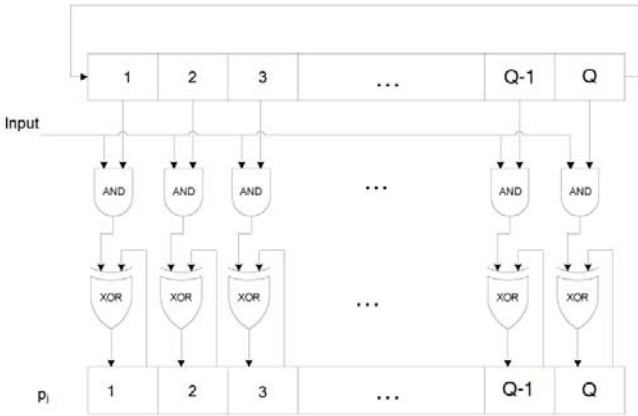 1 2 3 ... Q-1 Q
Input
AND AND AND ... AND AND
XOR XOR XOR ... XOR XOR
pj 1 2 3 ... Q-1 Q